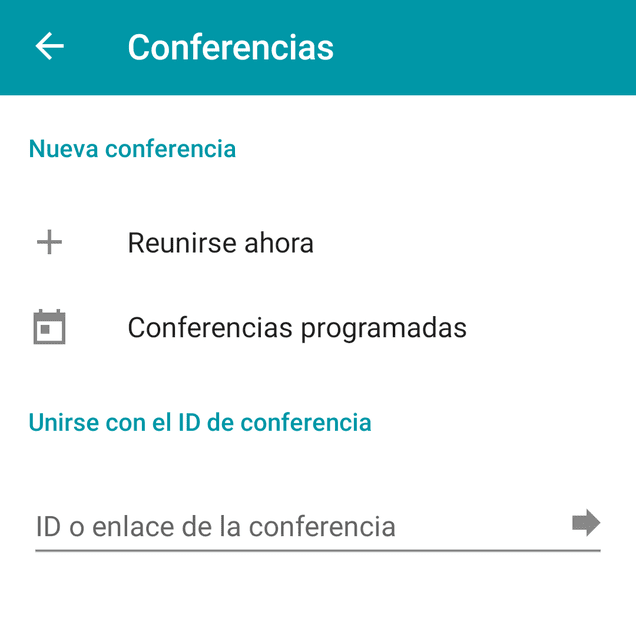 Conferencias
Nueva conferencia
Reunirse ahora
Conferencias programadas
Unirse con el ID de conferencia
ID o enlace de la conferencia